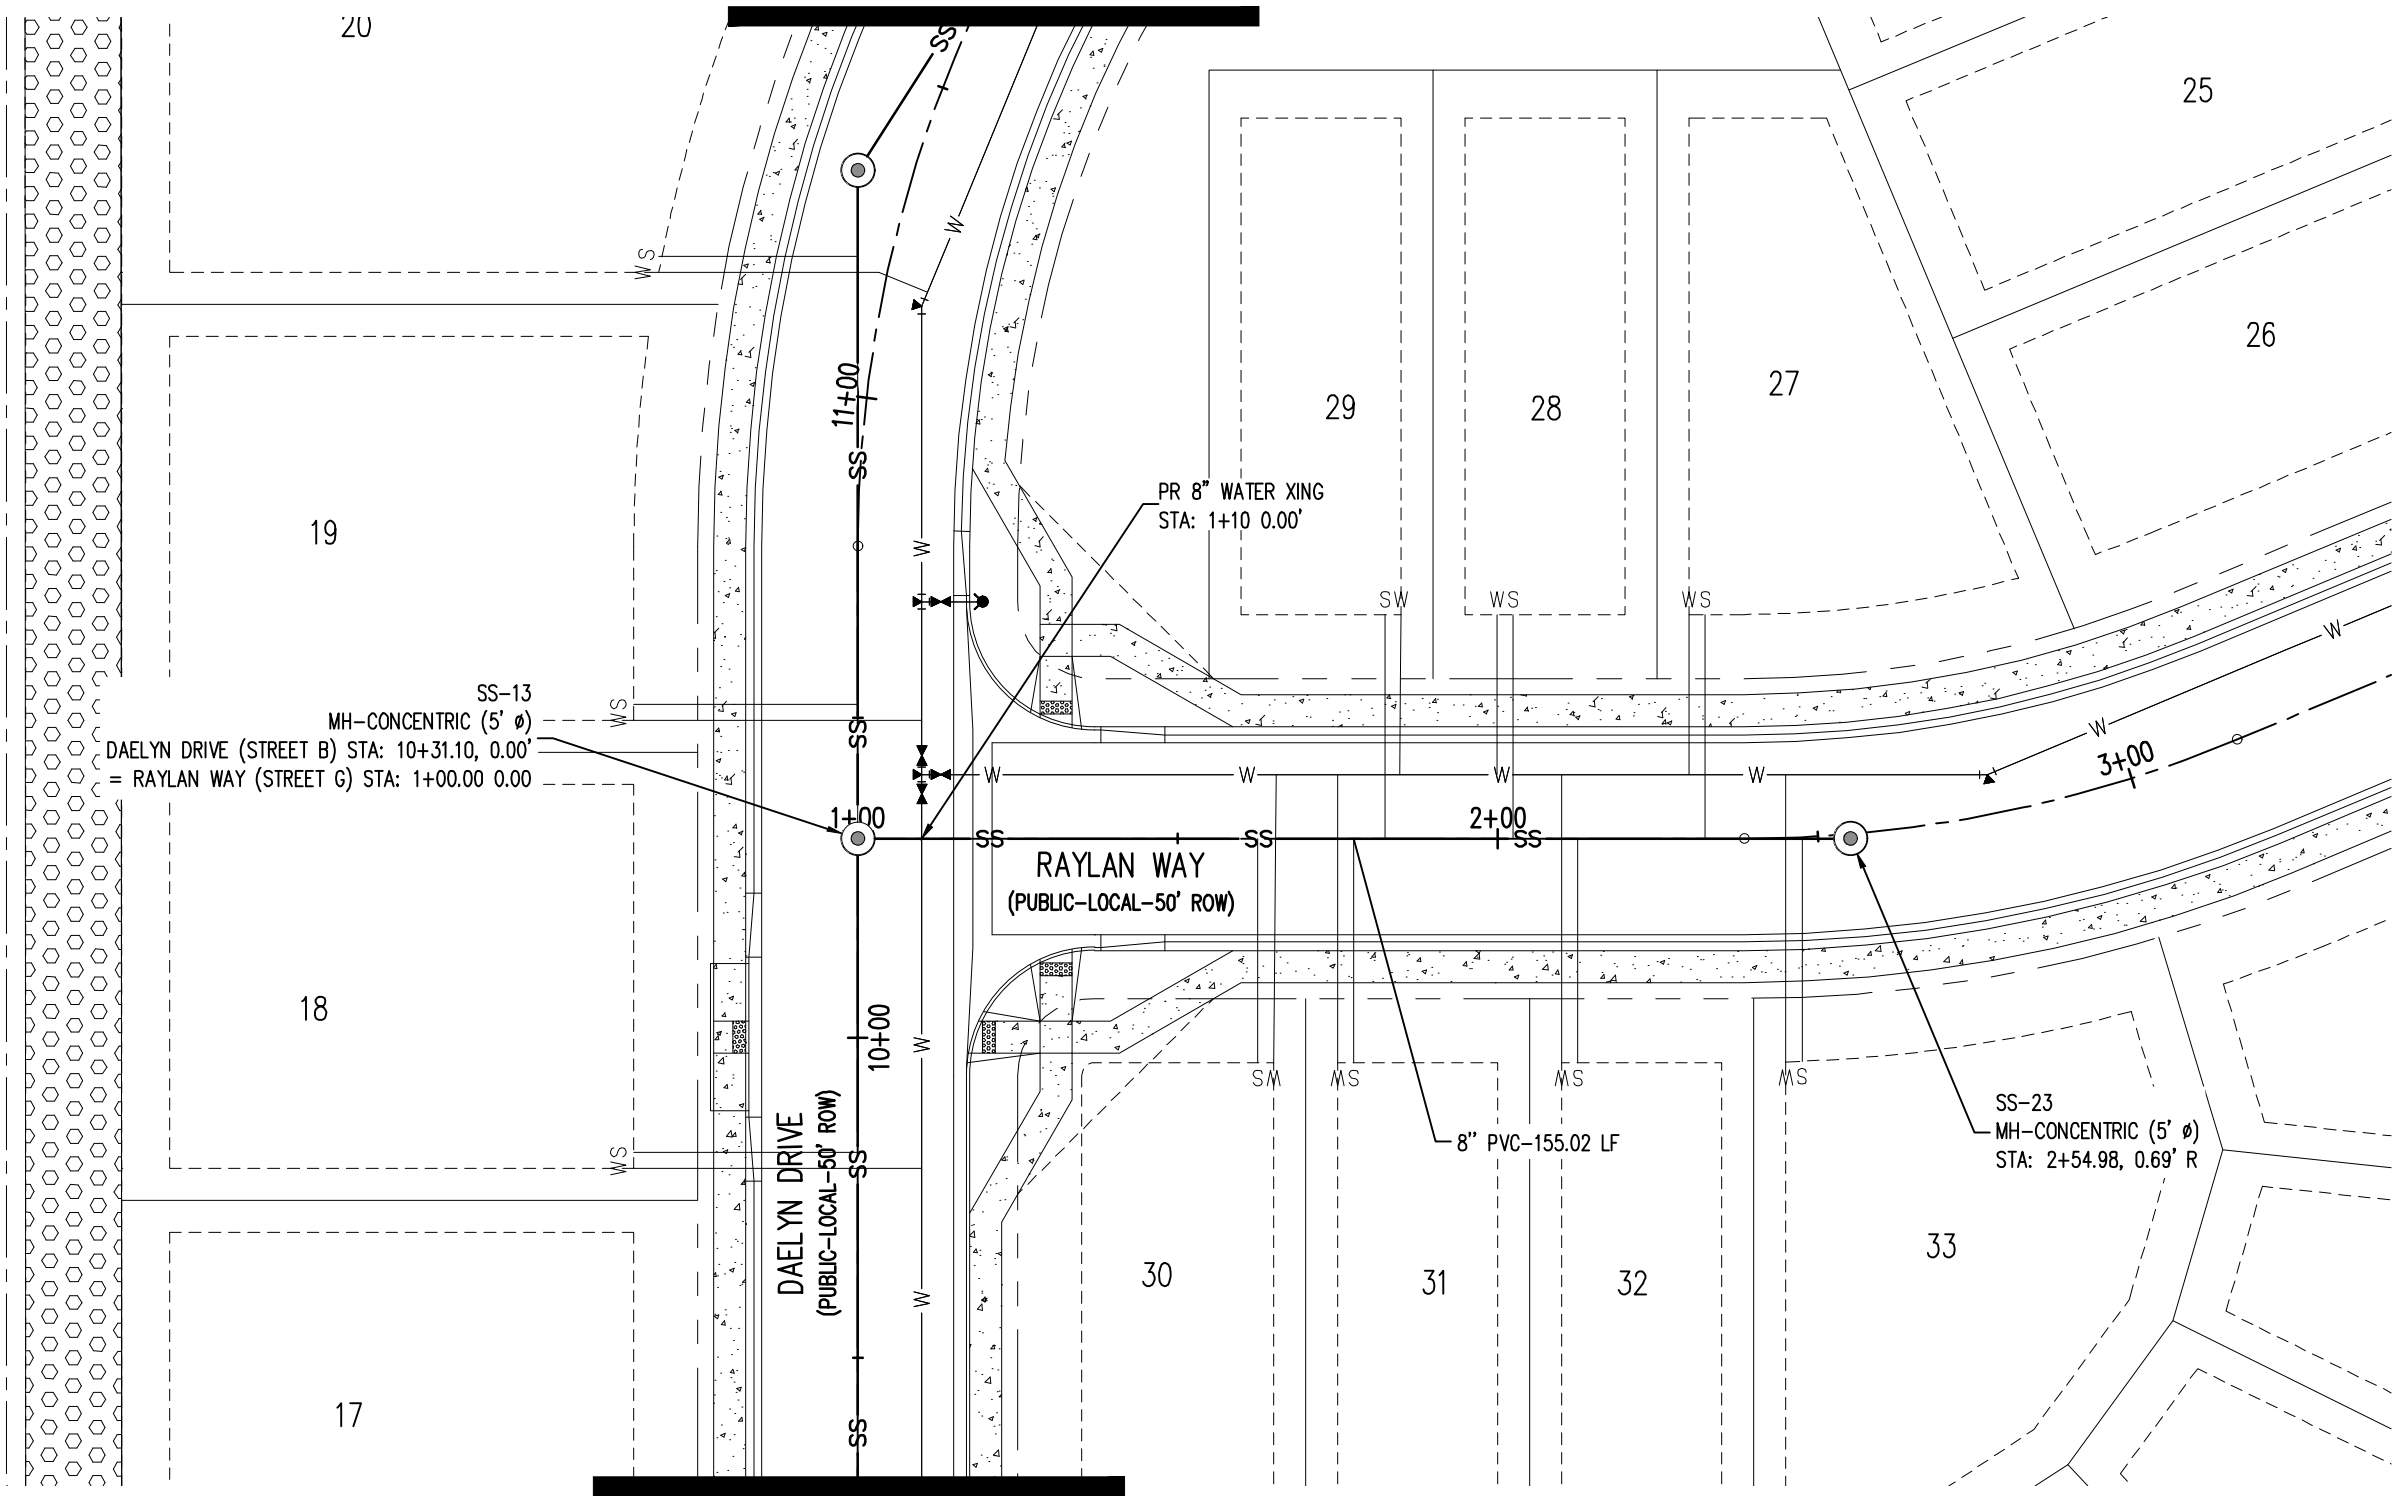 20
SS
25
W
W S
26
11+00
29
28
27
SS
PR 8" WATER XING
STA: 1+10 0.00'
19
W
SW
WS
WS
W
SS-13
MH-CONCENTRIC (5' ø)
DAELYN DRIVE (STREET B) STA: 10+31.10, 0.00'
= RAYLAN WAY (STREET G) STA: 1+00.00 0.00
W S
SS
W
W
W
W
W
3+00
1+00
SS
SS
2+00
SS
RAYLAN WAY
(PUBLIC-LOCAL-50' ROW)
18
10+00
W
SW
WS
WS
WS
SS-23
MH-CONCENTRIC (5' ø)
STA: 2+54.98, 0.69' R
8" PVC-155.02 LF
WS
SS
DAELYN DRIVE
(PUBLIC-LOCAL-50' ROW)
W
30
31
32
33
17
SS